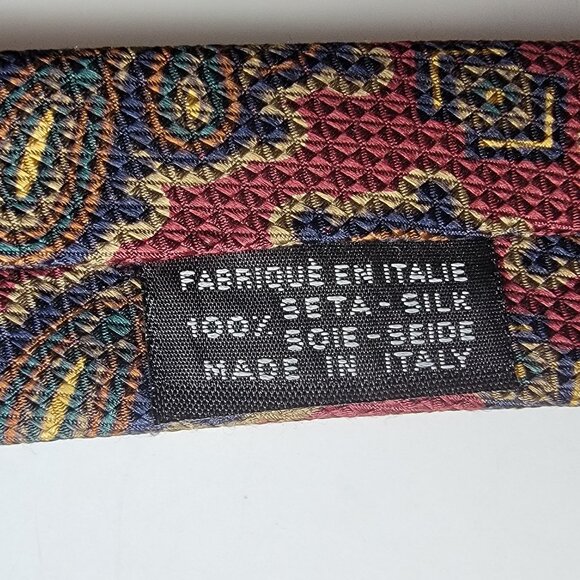 FABRIQUÈ EN ITALIE
100% SETA - SILK
SOIE - SEIDE
MADE IN ITALY